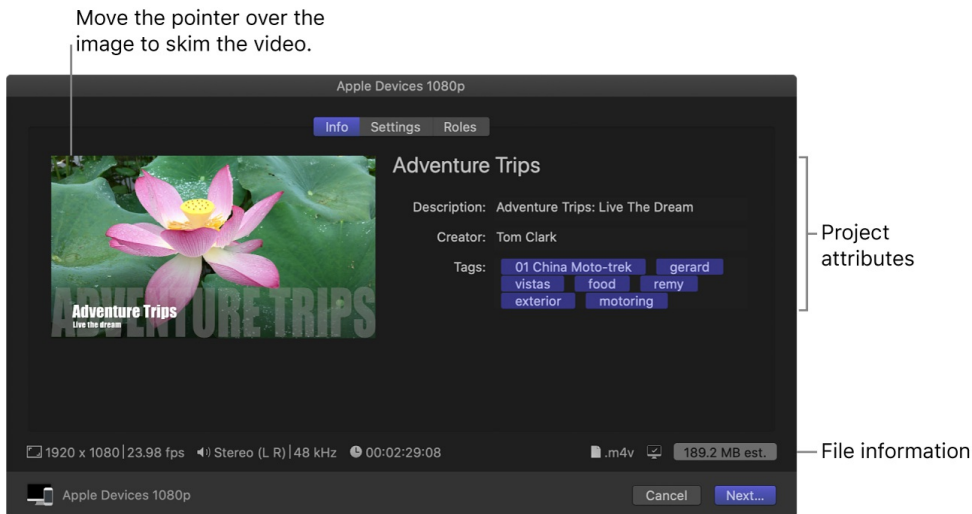 Move the pointer over the
image to skim the video.
Apple Devices 1080p
Info Settings Roles
Adventure Trips
Description: Adventure Trips: Live The Dream
Creator: Tom Clark
Tags: 01 China Moto-trek gerard
vistas food remy
exterior motoring
ADVENTURE TRIPS
Adventure Trips
Live the dream
Project
attributes
1920 x 1080 | 23.98 fps Stereo (L R) | 48 kHz 00:02:29:08 .m4v 189.2 MB est.
File information
Apple Devices 1080p Cancel Next...